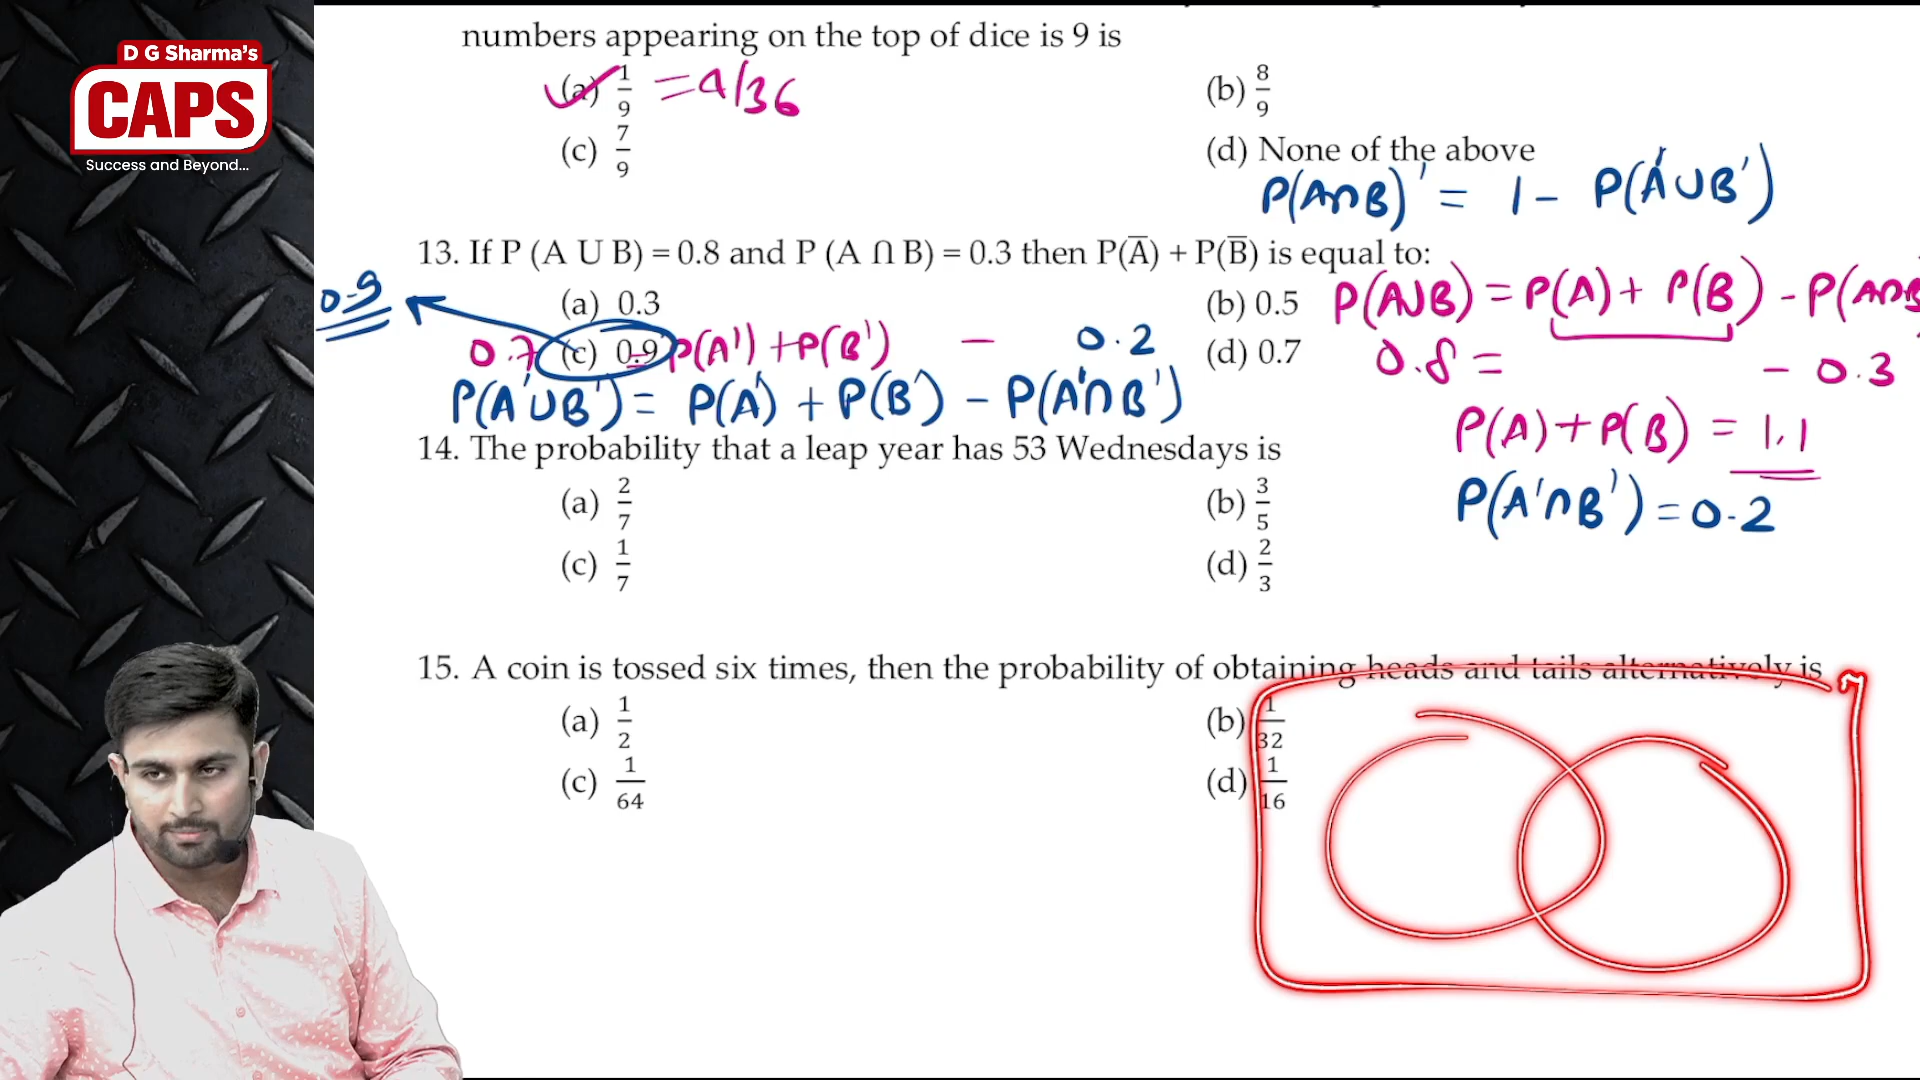 D G Sharma's
CAPS
Success and Beyond...
numbers appearing on the top of dice is 9 is
(a) 1/9 = 4/36
(b) 8/9
(c) 7/9
(d) None of the above
P(A∩B)' = 1 - P(A'∪B')
13. If P (A U B) = 0.8 and P (A ∩ B) = 0.3 then P(A̅) + P(B̅) is equal to:
0.9
(a) 0.3
(b) 0.5
P(A∪B) = P(A) + P(B) - P(A∩B
(c) 0.9
(d) 0.7
0.7 = P(A') + P(B') - 0.2
0.8 = - 0.3
P(A'∪B') = P(A') + P(B') - P(A'∩B')
P(A) + P(B) = 1.1
14. The probability that a leap year has 53 Wednesdays is
(a) 2/7
(b) 3/5
P(A'∩B') = 0.2
(c) 1/7
(d) 2/3
15. A coin is tossed six times, then the probability of obtaining heads and tails alternatively is
(a) 1/2
(b) 1/32
(c) 1/64
(d) 1/16